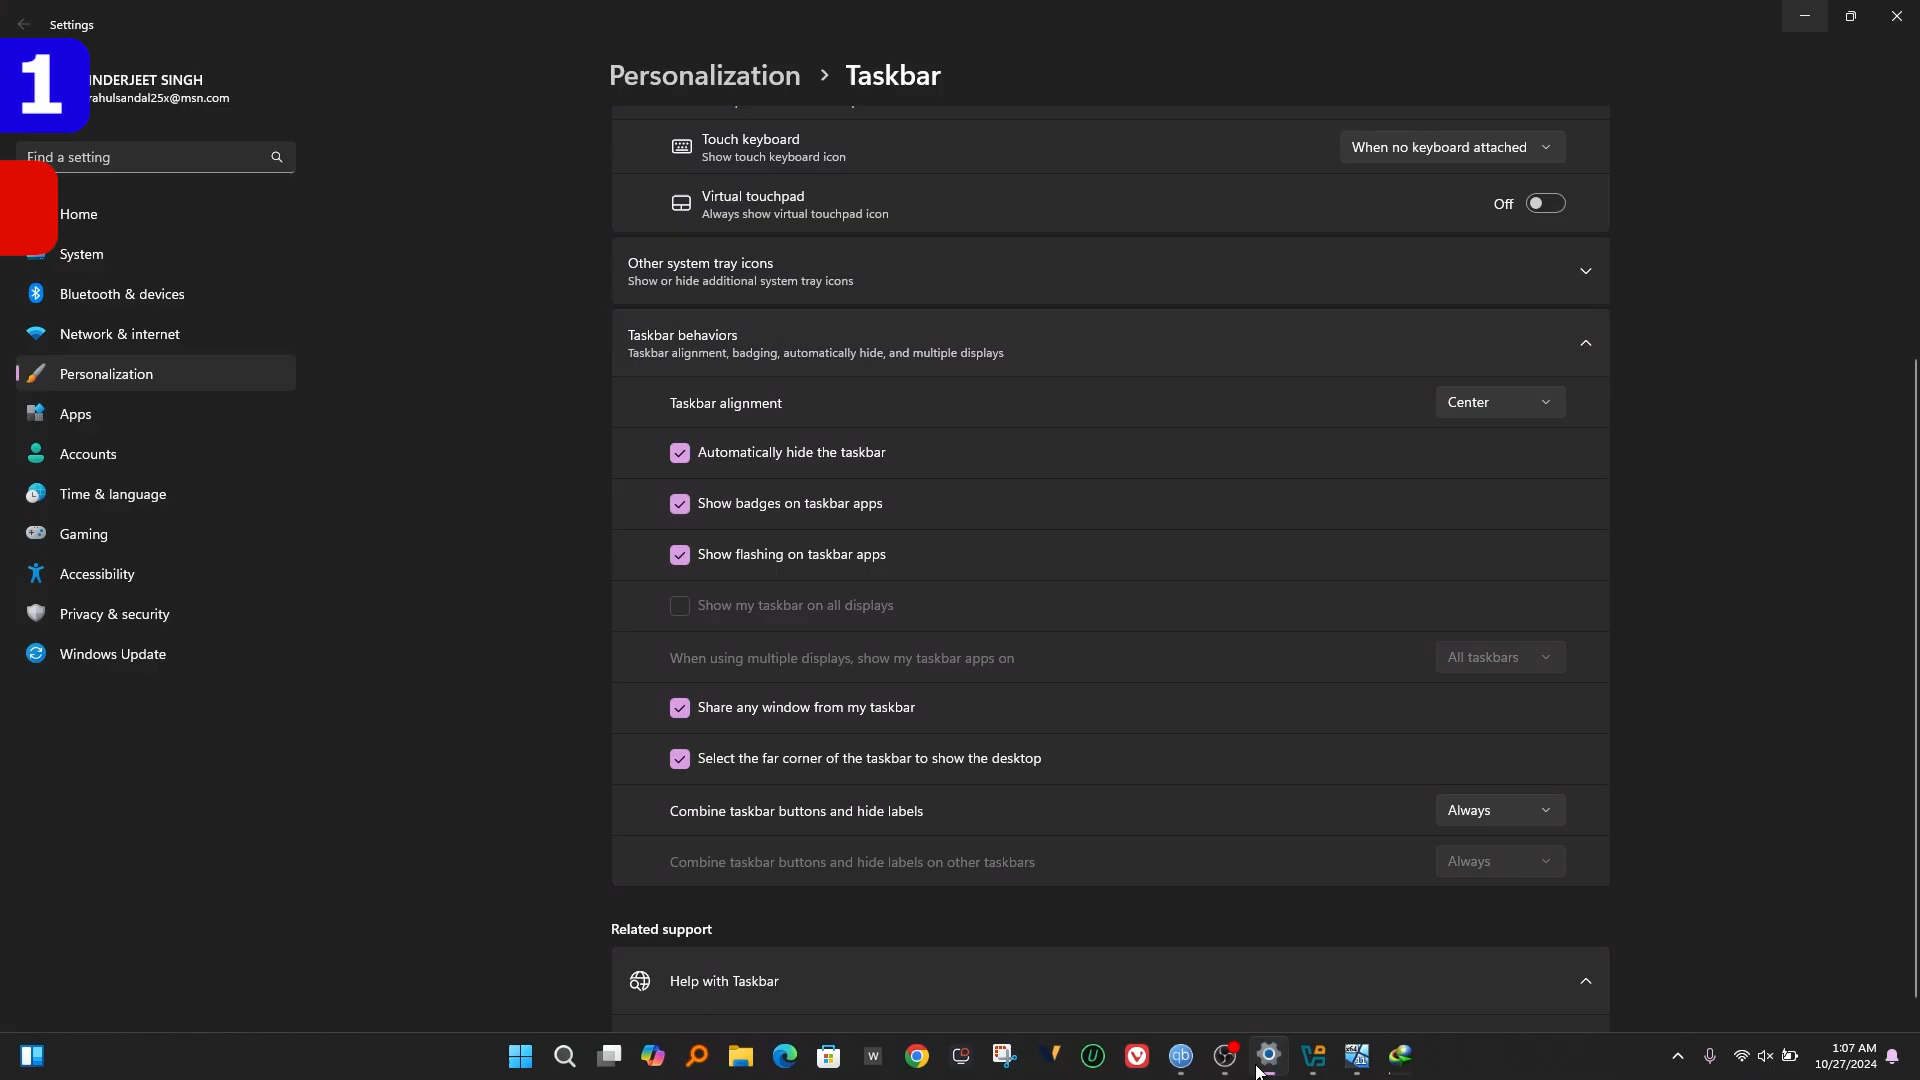 Settings
1
INDERJEET SINGH
rahulsandal25x@msn.com
Find a setting
Home
System
Bluetooth & devices
Network & internet
Personalization
Apps
Accounts
Time & language
Gaming
Accessibility
Privacy & security
Windows Update
Personalization > Taskbar
Touch keyboard
Show touch keyboard icon
When no keyboard attached
Virtual touchpad
Always show virtual touchpad icon
Off
Other system tray icons
Show or hide additional system tray icons
Taskbar behaviors
Taskbar alignment, badging, automatically hide, and multiple displays
Taskbar alignment
Center
Automatically hide the taskbar
Show badges on taskbar apps
Show flashing on taskbar apps
Show my taskbar on all displays
When using multiple displays, show my taskbar apps on
All taskbars
Share any window from my taskbar
Select the far corner of the taskbar to show the desktop
Combine taskbar buttons and hide labels
Always
Combine taskbar buttons and hide labels on other taskbars
Always
Related support
Help with Taskbar
W
U
qb
1:07 AM
10/27/2024